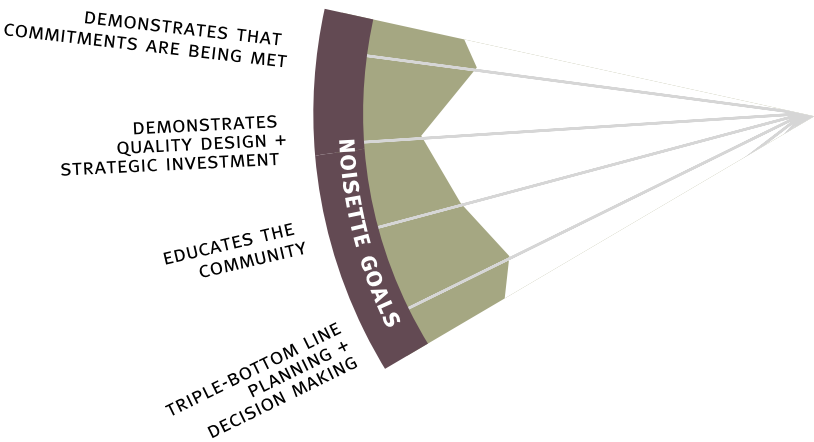 DEMONSTRATES THAT
COMMITMENTS ARE BEING MET
DEMONSTRATES
QUALITY DESIGN +
STRATEGIC INVESTMENT
NOISETTE GOALS
EDUCATES THE
COMMUNITY
TRIPLE-BOTTOM LINE
PLANNING +
DECISION MAKING